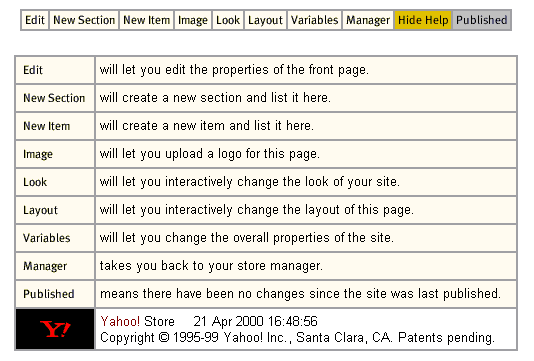 Edit New Section New Item Image Look Layout Variables Manager Hide Help Published
Edit will let you edit the properties of the front page.
New Section will create a new section and list it here.
New Item will create a new item and list it here.
Image will let you upload a logo for this page.
Look will let you interactively change the look of your site.
Layout will let you interactively change the layout of this page.
Variables will let you change the overall properties of the site.
Manager takes you back to your store manager.
Published means there have been no changes since the site was last published.
Y! Yahoo! Store 21 Apr 2000 16:48:56
Copyright © 1995-99 Yahoo! Inc., Santa Clara, CA. Patents pending.